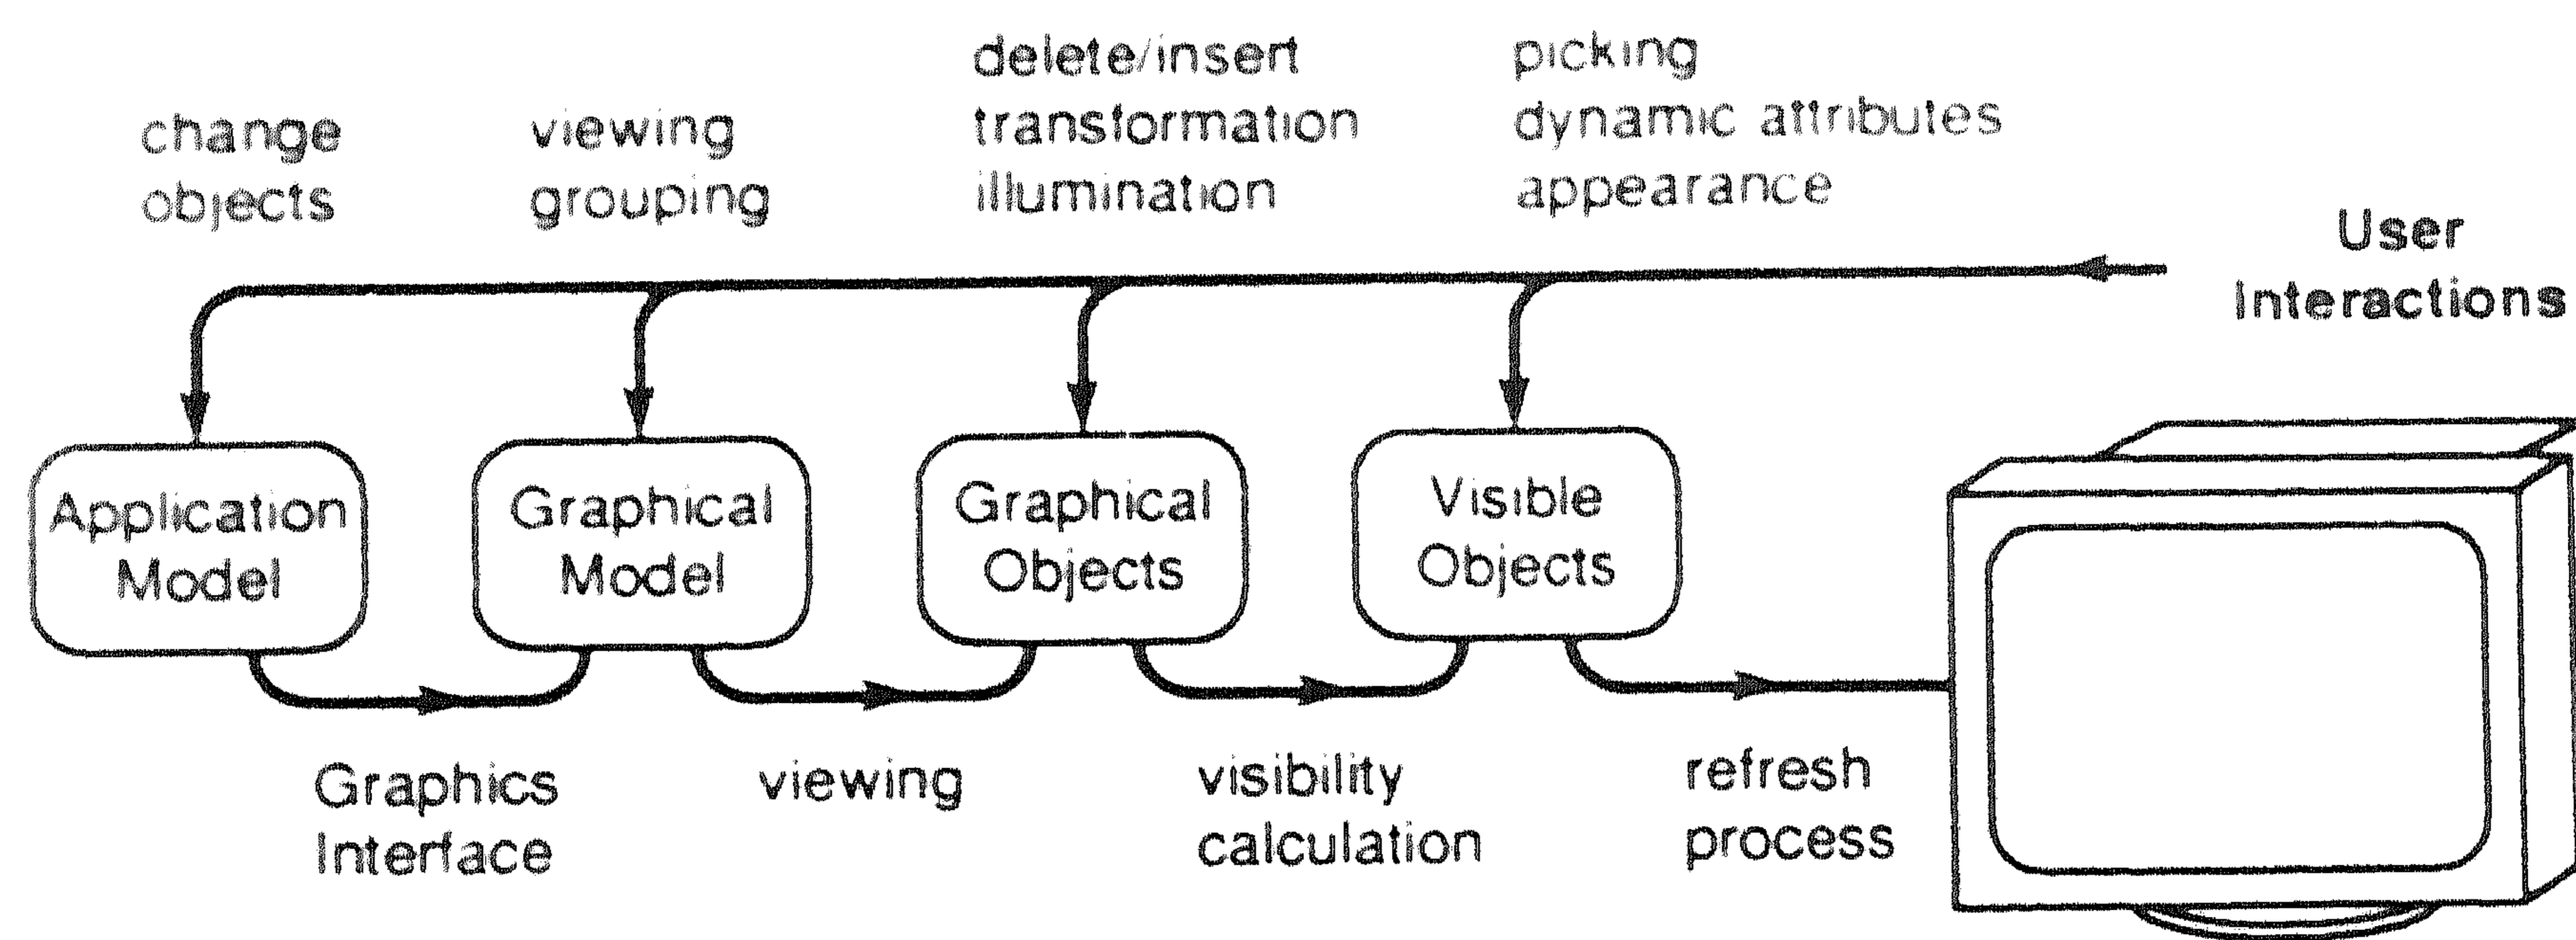 change
objects
viewing
grouping
delete/insert
transformation
illumination
picking
dynamic attributes
appearance
User
Interactions
Application
Model
Graphical
Model
Graphical
Objects
Visible
Objects
Graphics
Interface
viewing
visibility
calculation
refresh
process